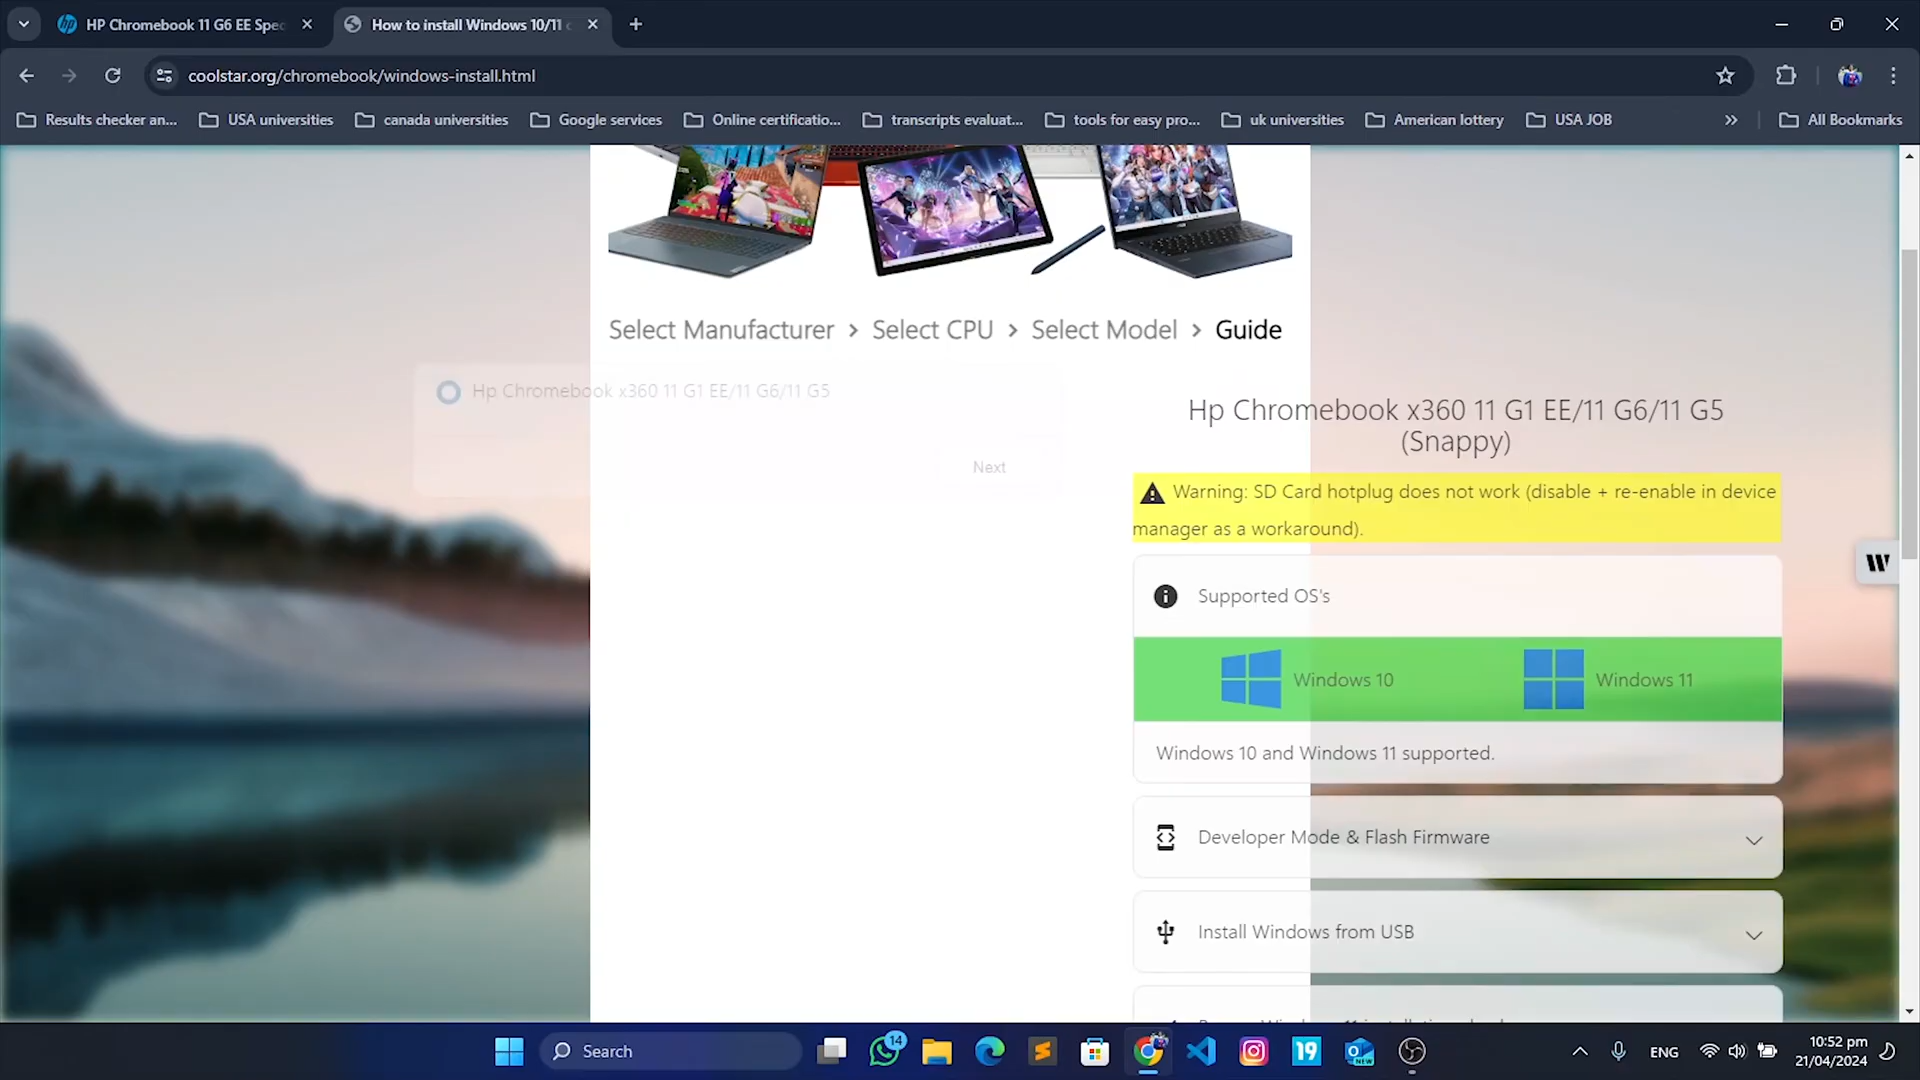 HP Chromebook 11 G6 EE Spec
How to install Windows 10/11 c
coolstar.org/chromebook/windows-install.html
Results checker an...
USA universities
canada universities
Google services
Online certificatio...
transcripts evaluat...
tools for easy pro...
uk universities
American lottery
USA JOB
All Bookmarks
Select Manufacturer > Select CPU > Select Model > Guide
Hp Chromebook x360 11 G1 EE/11 G6/11 G5
Next
Hp Chromebook x360 11 G1 EE/11 G6/11 G5
(Snappy)
Warning: SD Card hotplug does not work (disable + re-enable in device
manager as a workaround).
Supported OS's
Windows 10
Windows 11
Windows 10 and Windows 11 supported.
Developer Mode & Flash Firmware
Install Windows from USB
W
Search
14
19
NEW
ENG
10:52 pm
21/04/2024